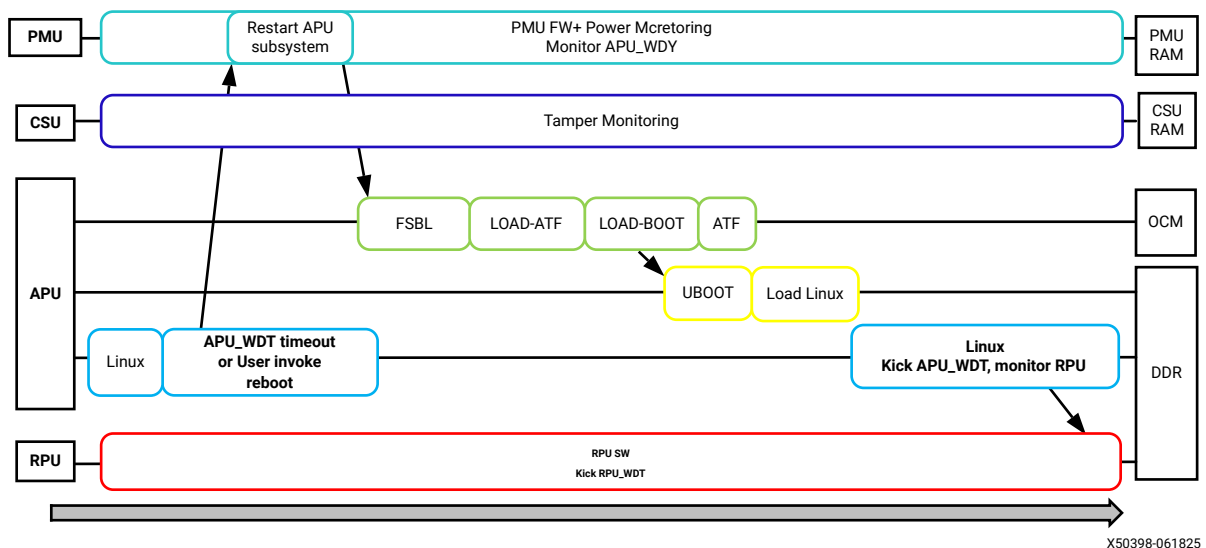 PMU
Restart APU
subsystem
PMU FW+ Power Mcretoring
Monitor APU_WDY
PMU
RAM
CSU
Tamper Monitoring
CSU
RAM
APU
FSBL
LOAD-ATF
LOAD-BOOT
ATF
OCM
UBOOT
Load Linux
Linux
APU_WDT timeout
or User invoke
reboot
Linux
Kick APU_WDT, monitor RPU
DDR
RPU
RPU SW
Kick RPU_WDT
X50398-061825